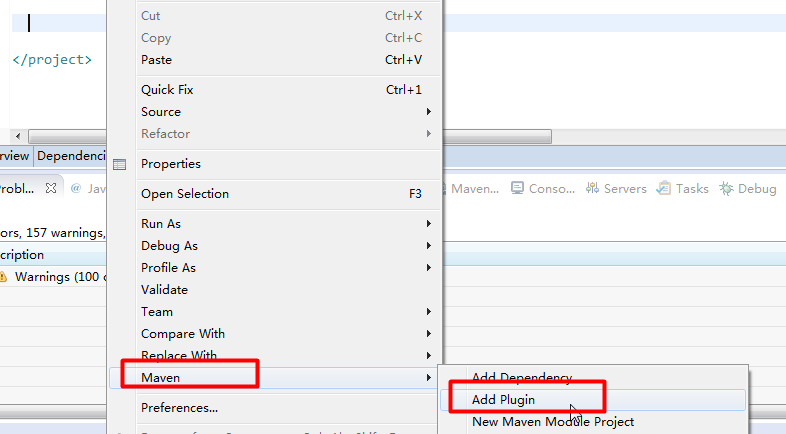 Cut Ctrl+X
Copy Ctrl+C
</project>
Paste Ctrl+V
Quick Fix Ctrl+1
Source
Refactor
rview Dependenci
Properties
Probl... Jav Maven... Conso... Servers Tasks Debug
Open Selection F3
Run As
ors, 157 warnings,
Debug As
cription
Profile As
Warnings (100 o
Validate
Team
Compare With
Replace With
Maven
Add Dependency
Add Plugin
Preferences...
New Maven Module Project